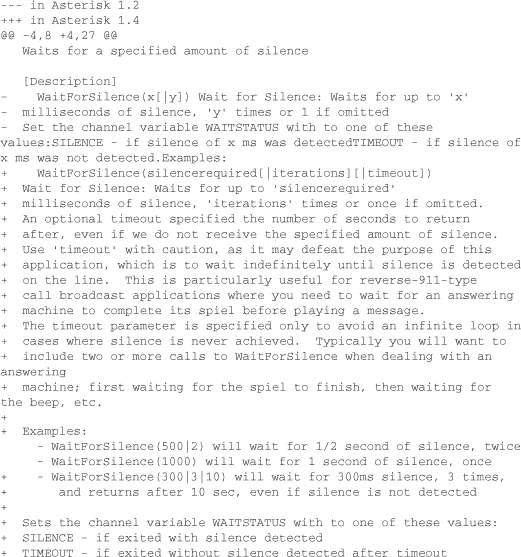 --- in Asterisk 1.2
+++ in Asterisk 1.4
@@ -4,8 +4,27 @@
   Waits for a specified amount of silence

   [Description]
-    WaitForSilence(x[|y]) Wait for Silence: Waits for up to 'x'
-  milliseconds of silence, 'y' times or 1 if omitted
-  Set the channel variable WAITSTATUS with to one of these
values:SILENCE - if silence of x ms was detectedTIMEOUT - if silence of
x ms was not detected.Examples:
+    WaitForSilence(silencerequired[|iterations][|timeout])
+  Wait for Silence: Waits for up to 'silencerequired'
+  milliseconds of silence, 'iterations' times or once if omitted.
+  An optional timeout specified the number of seconds to return
+  after, even if we do not receive the specified amount of silence.
+  Use 'timeout' with caution, as it may defeat the purpose of this
+  application, which is to wait indefinitely until silence is detected
+  on the line.  This is particularly useful for reverse-911-type
+  call broadcast applications where you need to wait for an answering
+  machine to complete its spiel before playing a message.
+  The timeout parameter is specified only to avoid an infinite loop in
+  cases where silence is never achieved.  Typically you will want to
+  include two or more calls to WaitForSilence when dealing with an
answering
+  machine; first waiting for the spiel to finish, then waiting for
the beep, etc.
+
+  Examples:
     - WaitForSilence(500|2) will wait for 1/2 second of silence, twice
     - WaitForSilence(1000) will wait for 1 second of silence, once
+    - WaitForSilence(300|3|10) will wait for 300ms silence, 3 times,
+       and returns after 10 sec, even if silence is not detected
+
+  Sets the channel variable WAITSTATUS with to one of these values:
+  SILENCE - if exited with silence detected
+  TIMEOUT - if exited without silence detected after timeout